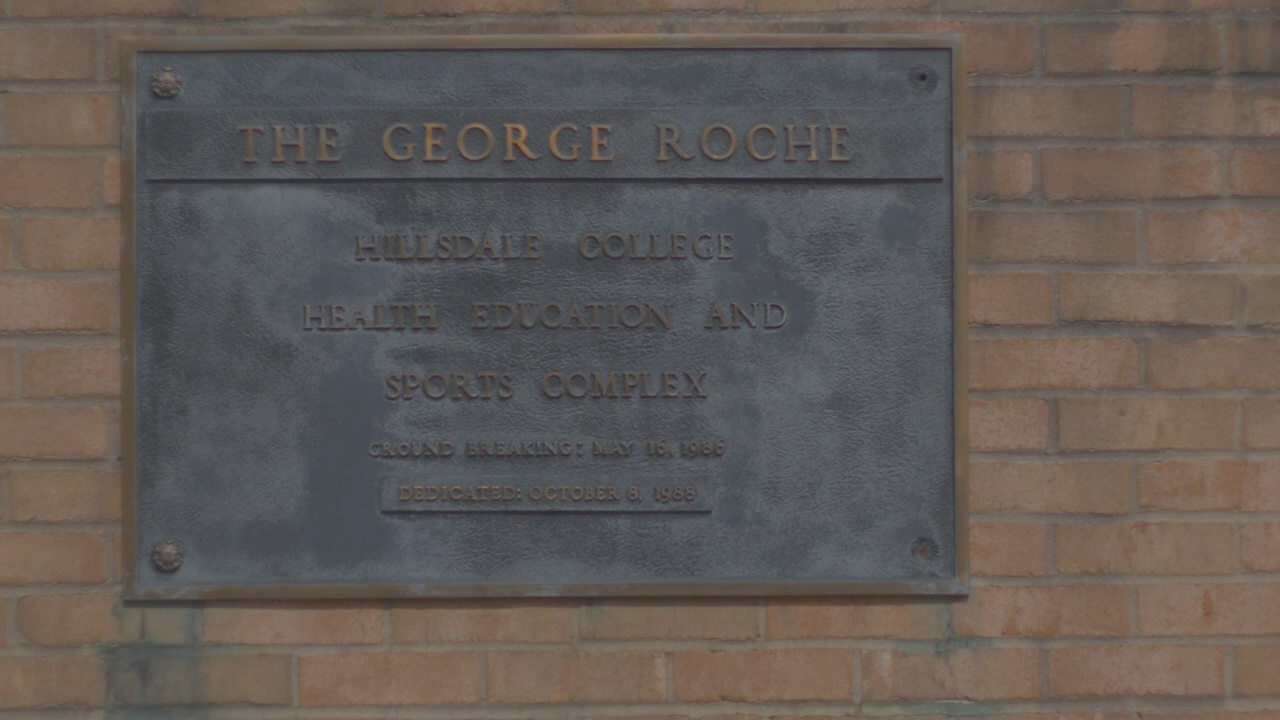 THE GEORGE ROCHE
HILLSDALE COLLEGE
HEALTH EDUCATION AND
SPORTS COMPLEX
GROUND BREAKING: MAY 16, 1986
DEDICATED: OCTOBER 8, 1988